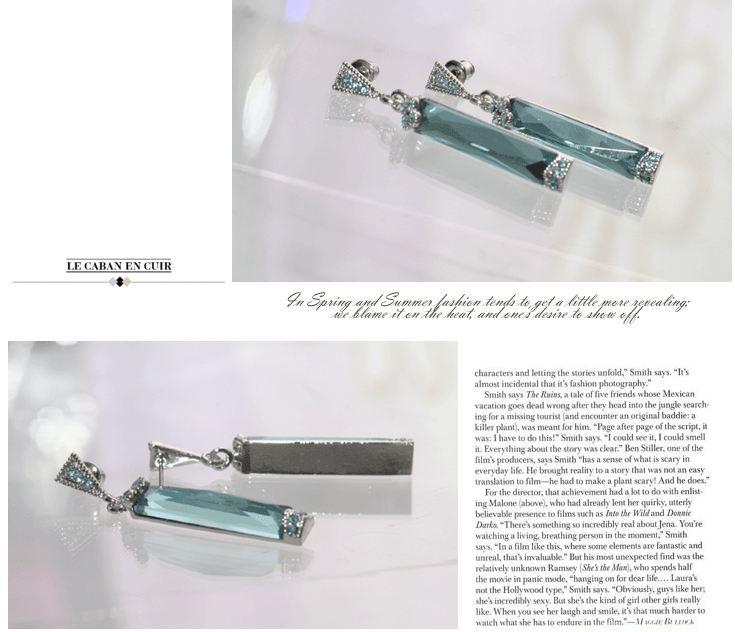 LE CABAN EN CUIR
In Spring and Summer fashion tends to get a little more revealing;
we blame it on the heat, and one's desire to show off.
characters and letting the stories unfold," Smith says. "It's
almost incidental that it's fashion photography."
Smith says The Ruins, a tale of five friends whose Mexican
vacation goes dead wrong after they head into the jungle search-
ing for a missing tourist (and encounter an original baddie: a
killer plant), was meant for him. "Page after page of the script, it
was: I have to do this!" Smith says. "I could see it, I could smell
it. Everything about the story was clear." Ben Stiller, one of the
film's producers, says Smith "has a sense of what is scary in
everyday life. He brought reality to a story that was not an easy
translation to film—he had to make a plant scary! And he does."
For the director, that achievement had a lot to do with enlist-
ing Malone (above), who had already lent her quirky, utterly
believable presence to films such as Into the Wild and Donnie
Darko. "There's something so incredibly real about Jena. You're
watching a living, breathing person in the moment," Smith
says. "In a film like this, where some elements are fantastic and
unreal, that's invaluable." But his most unexpected find was the
relatively unknown Ramsey (She's the Man), who spends half
the movie in panic mode, "hanging on for dear life.... Laura's
not the Hollywood type," Smith says. "Obviously, guys like her;
she's incredibly sexy. But she's the kind of girl other girls really
like. When you see her laugh and smile, it's that much harder to
watch what she has to endure in the film."—MAGGIE BULLOCK